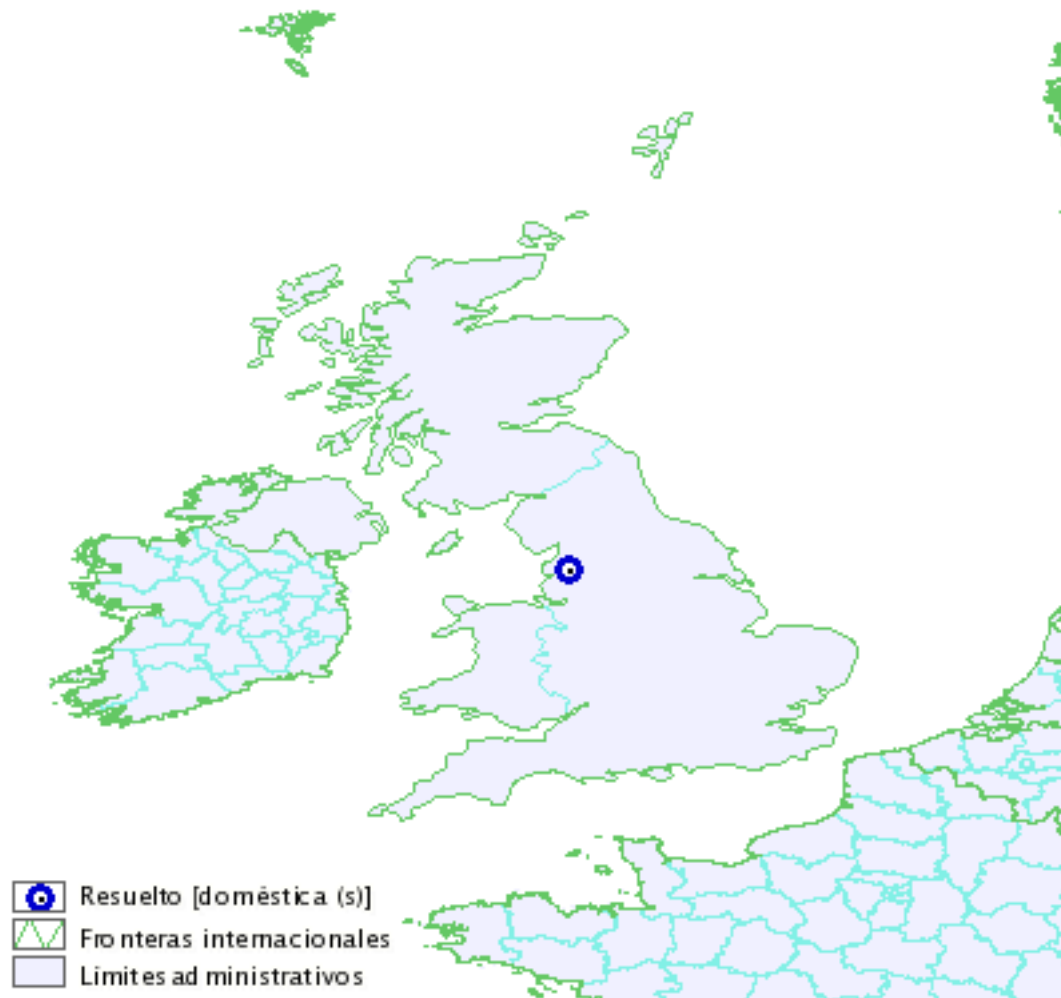 Resuelto [doméstica (s)]
Fronteras internacionales
Límites administrativos